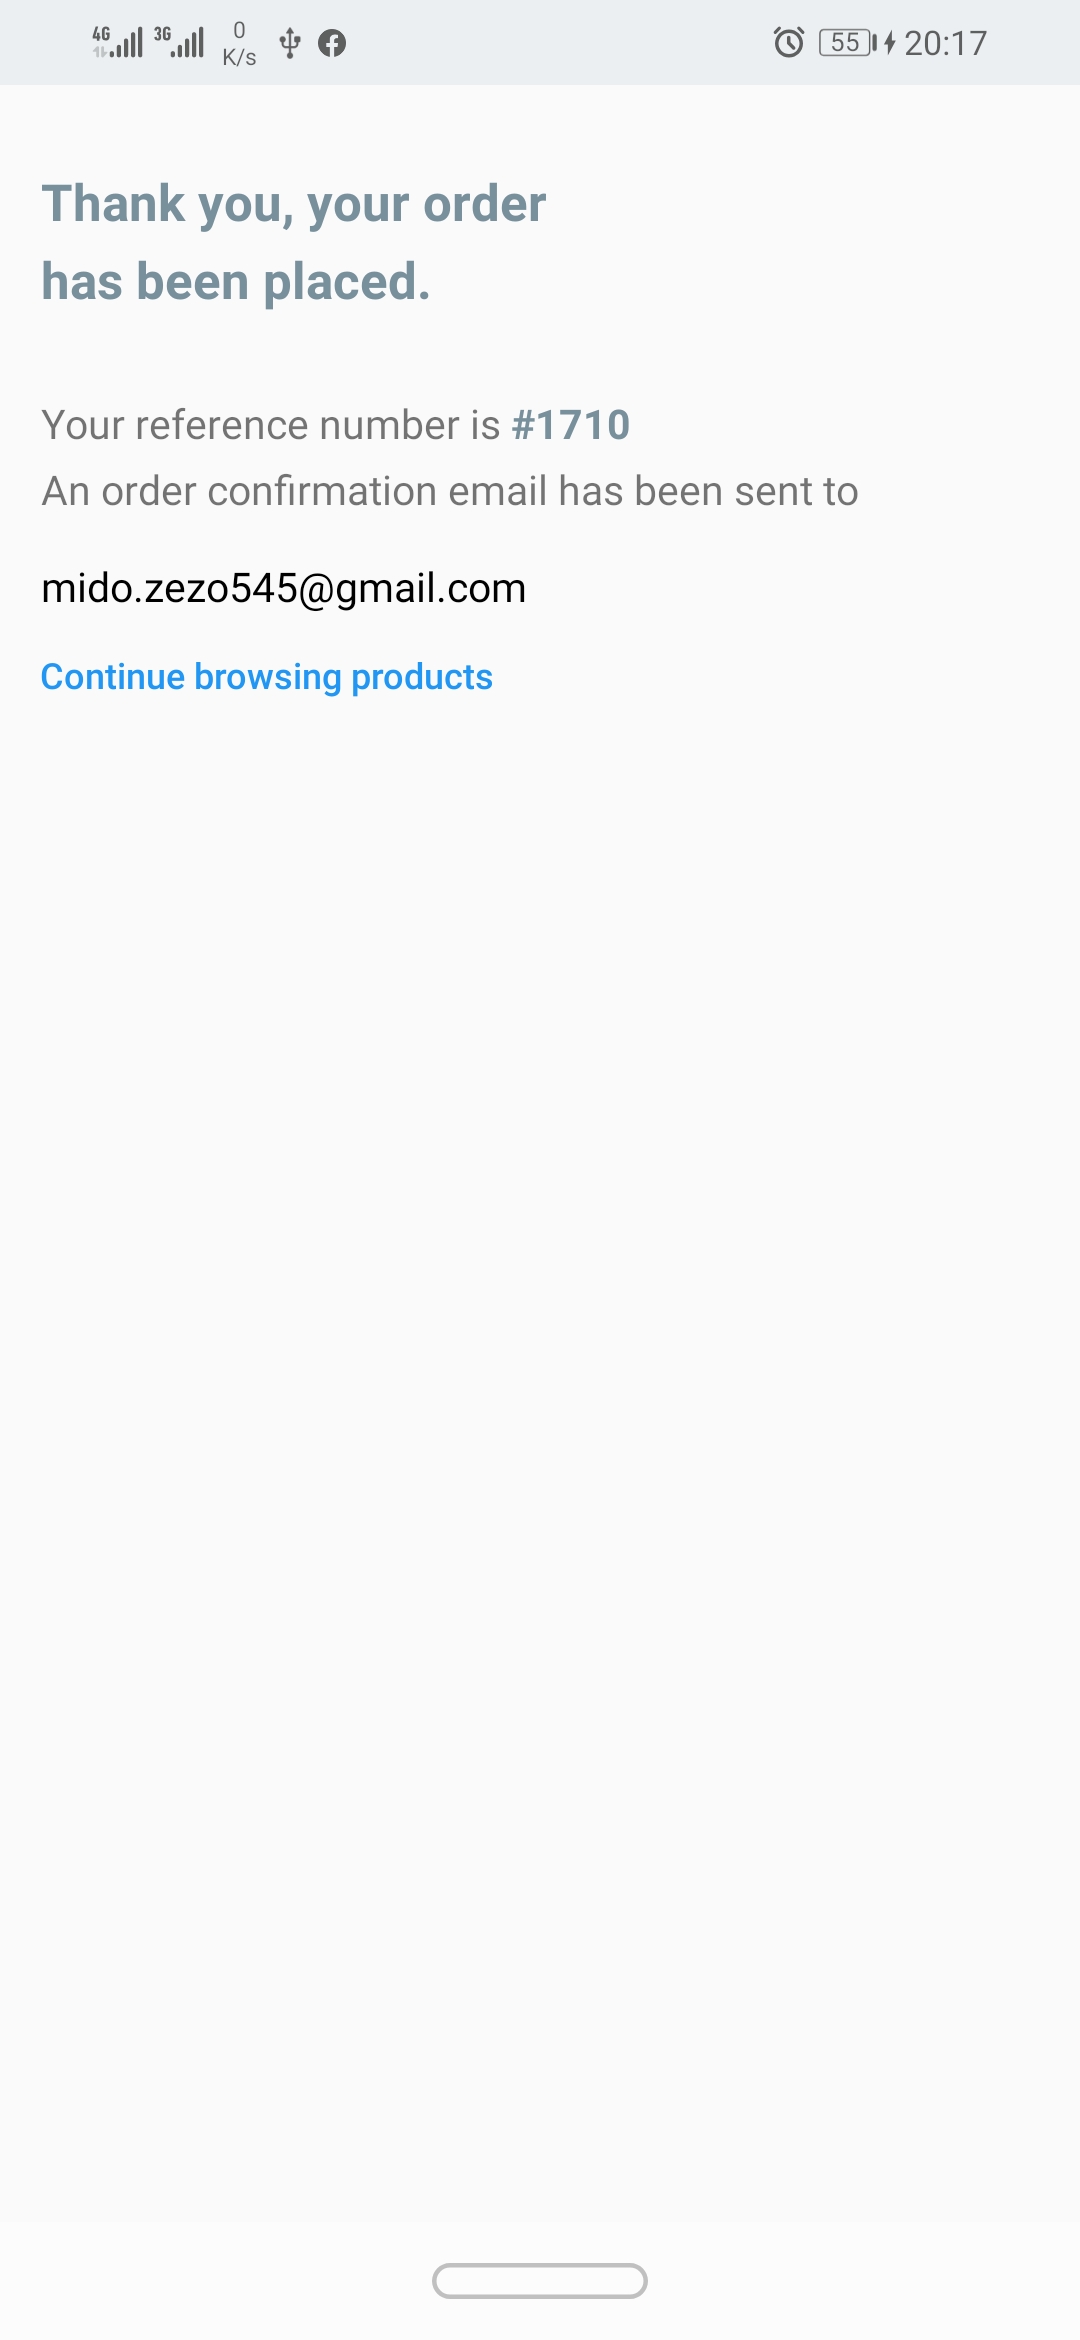 4G 3G 0 K/s 55 20:17
Thank you, your order
has been placed.
Your reference number is #1710
An order confirmation email has been sent to
mido.zezo545@gmail.com
Continue browsing products